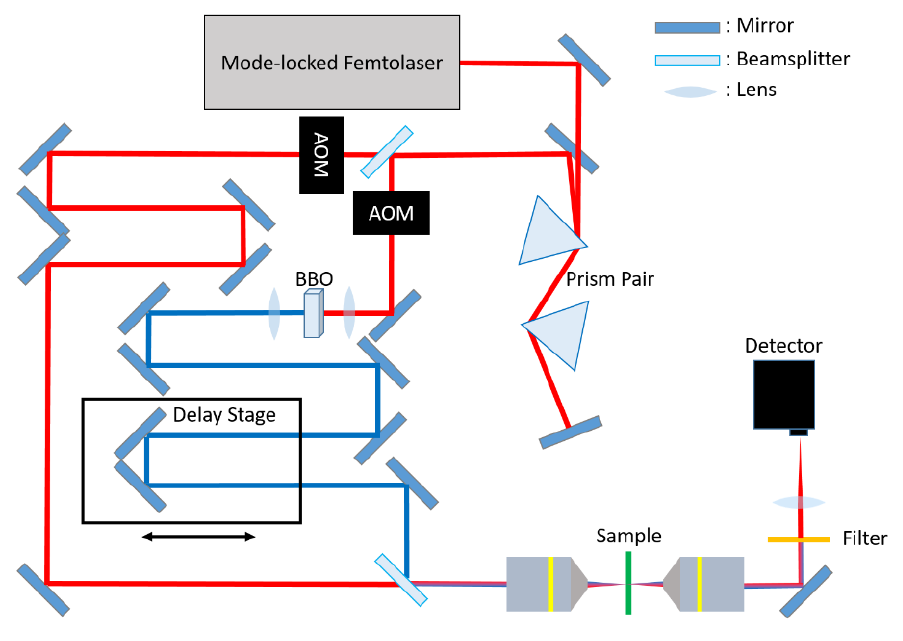 Mode-locked Femtolaser
: Mirror
: Beamsplitter
: Lens
AOM
AOM
Prism Pair
BBO
Detector
Delay Stage
Sample
Filter